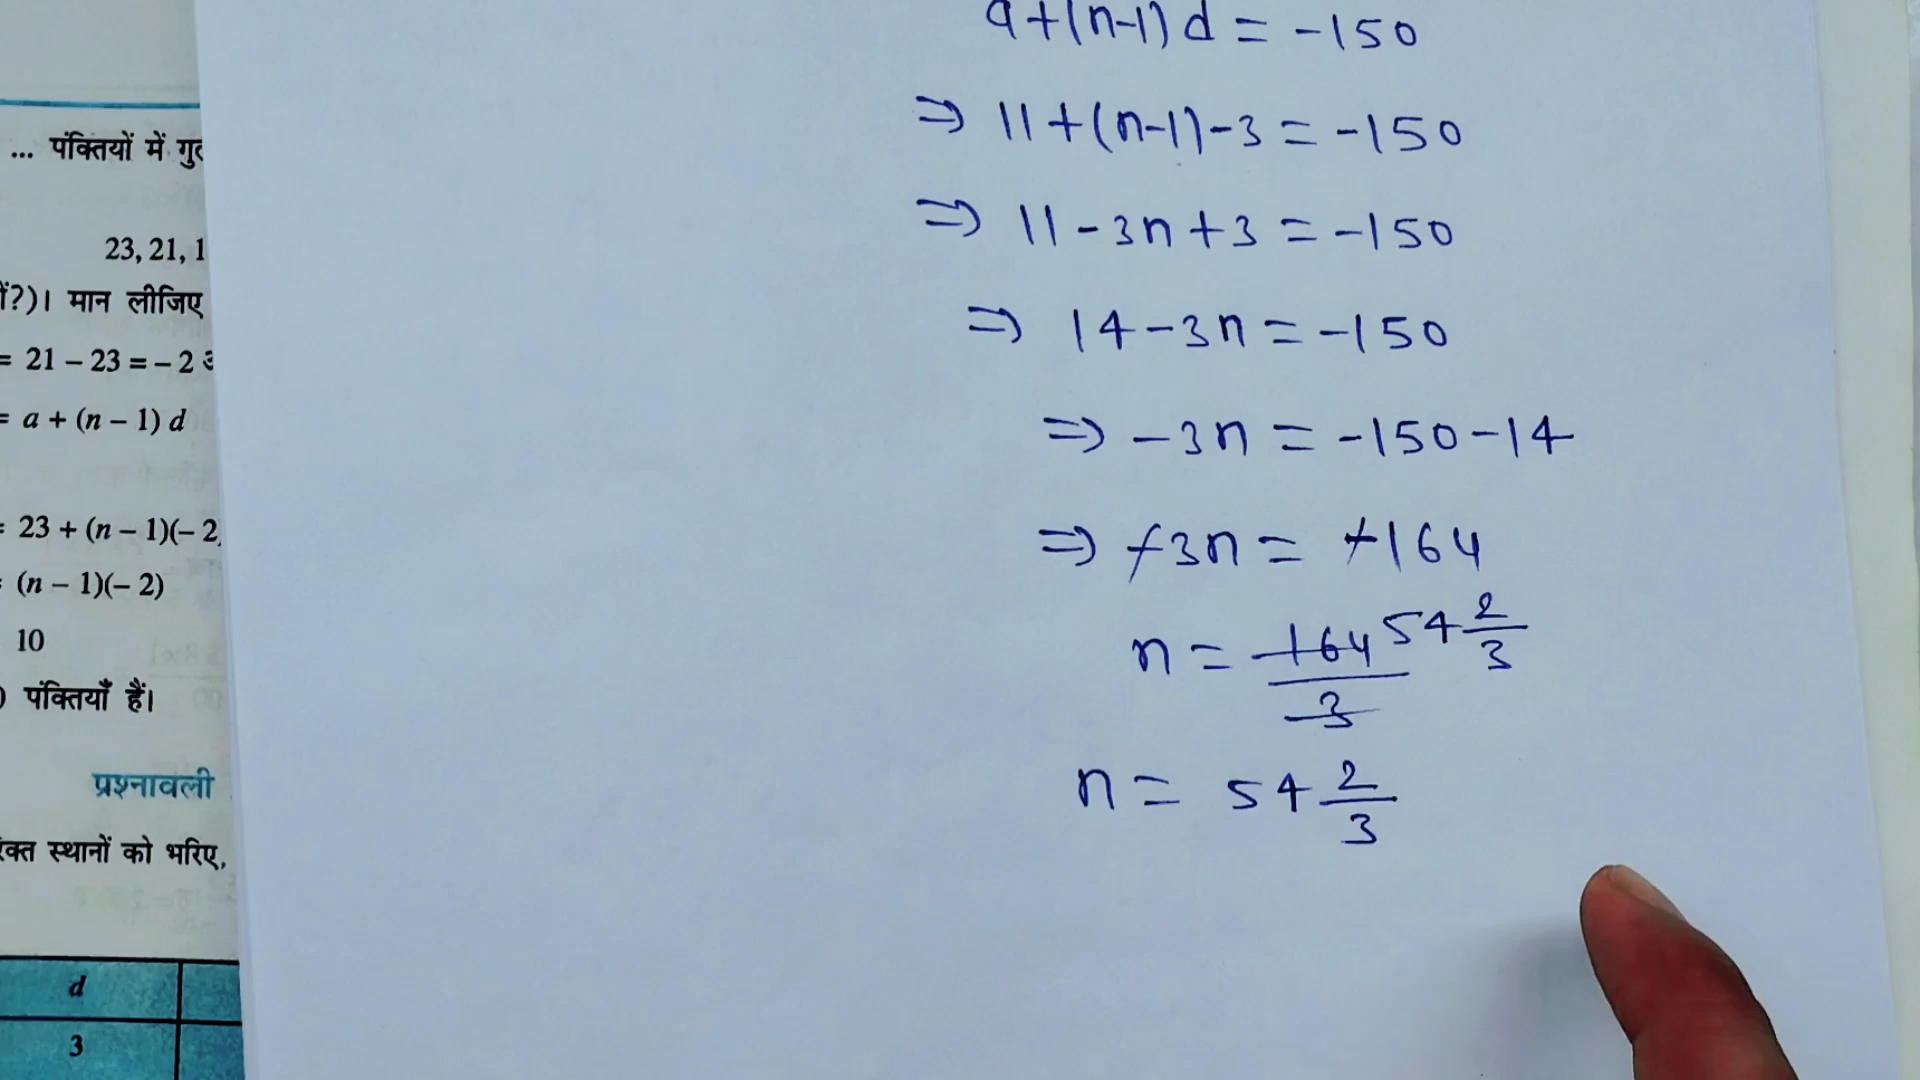 ... पंक्तियों में
23, 21, 1
?)। मान लीजिए
= 21 – 23 = – 2
= a + (n – 1) d
= 23 + (n – 1)(– 2
= (n – 1)(– 2)
10
पंक्तियाँ हैं।
प्रश्नावली
स्थानों को भरिए,
d
3
a+(n-1)d = -150
⇒ 11+(n-1)-3 = -150
⇒ 11-3n+3 = -150
⇒ 14-3n = -150
⇒ -3n = -150-14
⇒ -3n = -164
n = 164/3 54 2/3
n = 54 2/3